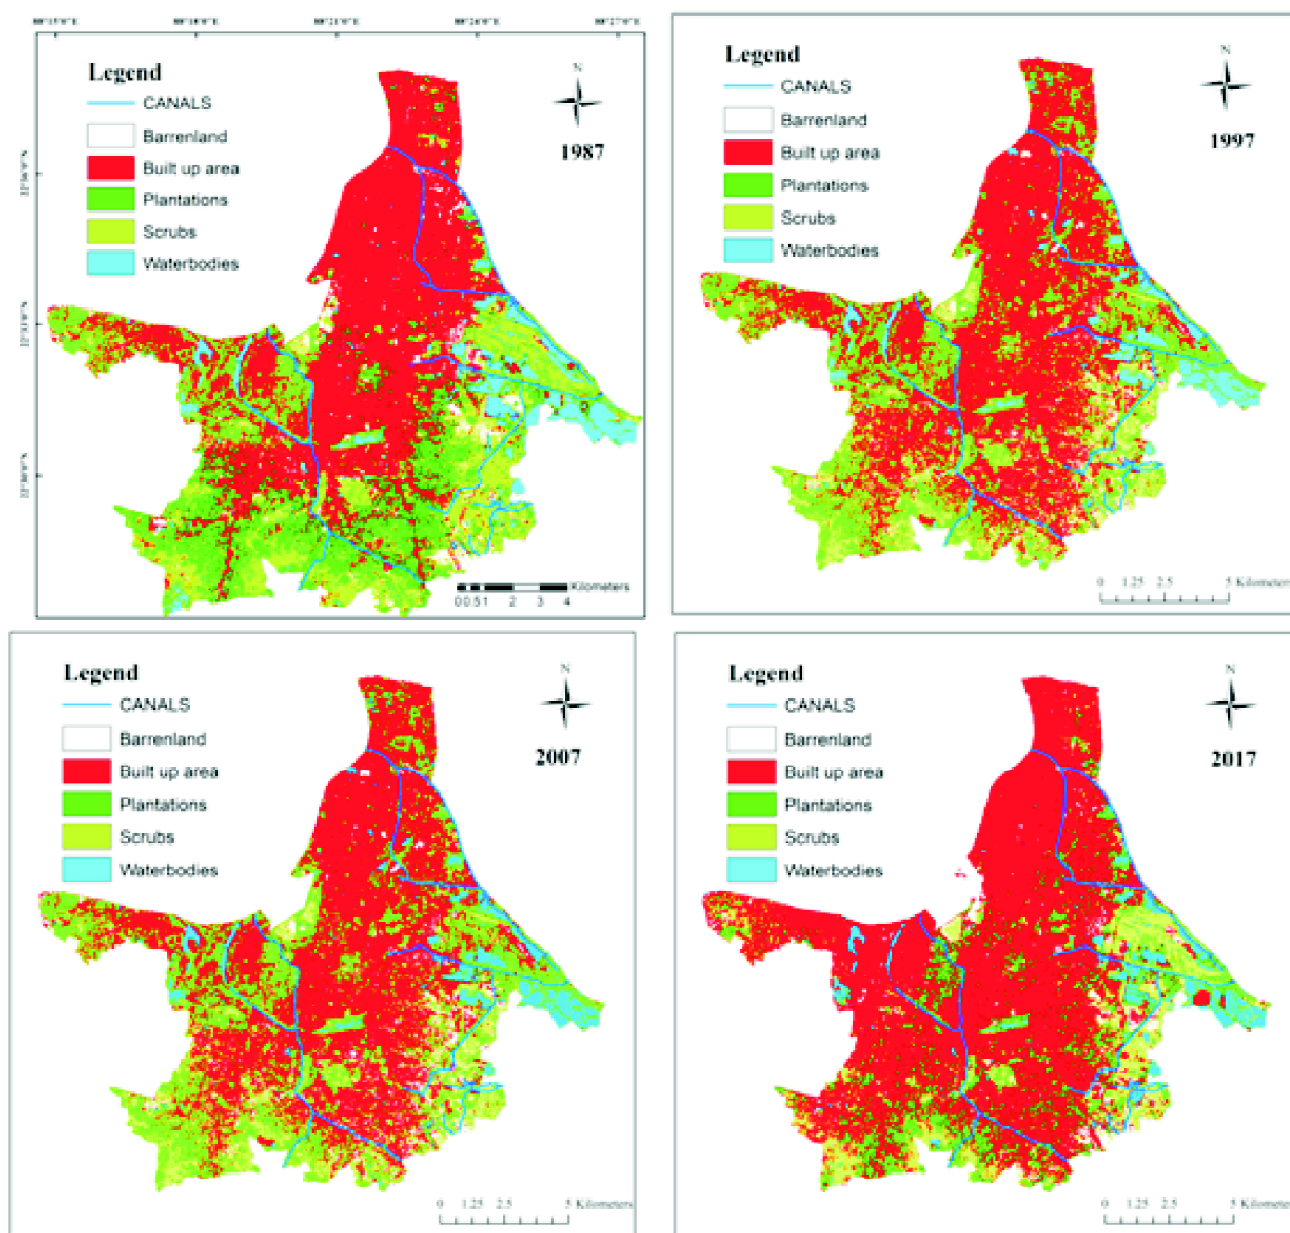 Legend
CANALS
Barrenland
Built up area
Plantations
Scrubs
Waterbodies
N
1987
Kilometers
0 0.5 1 2 3 4
Legend
CANALS
Barrenland
Built up area
Plantations
Scrubs
Waterbodies
N
1997
0 1.25 2.5 5 Kilometers
Legend
CANALS
Barrenland
Built up area
Plantations
Scrubs
Waterbodies
N
2007
0 1.25 2.5 5 Kilometers
Legend
CANALS
Barrenland
Built up area
Plantations
Scrubs
Waterbodies
N
2017
0 1.25 2.5 5 Kilometers